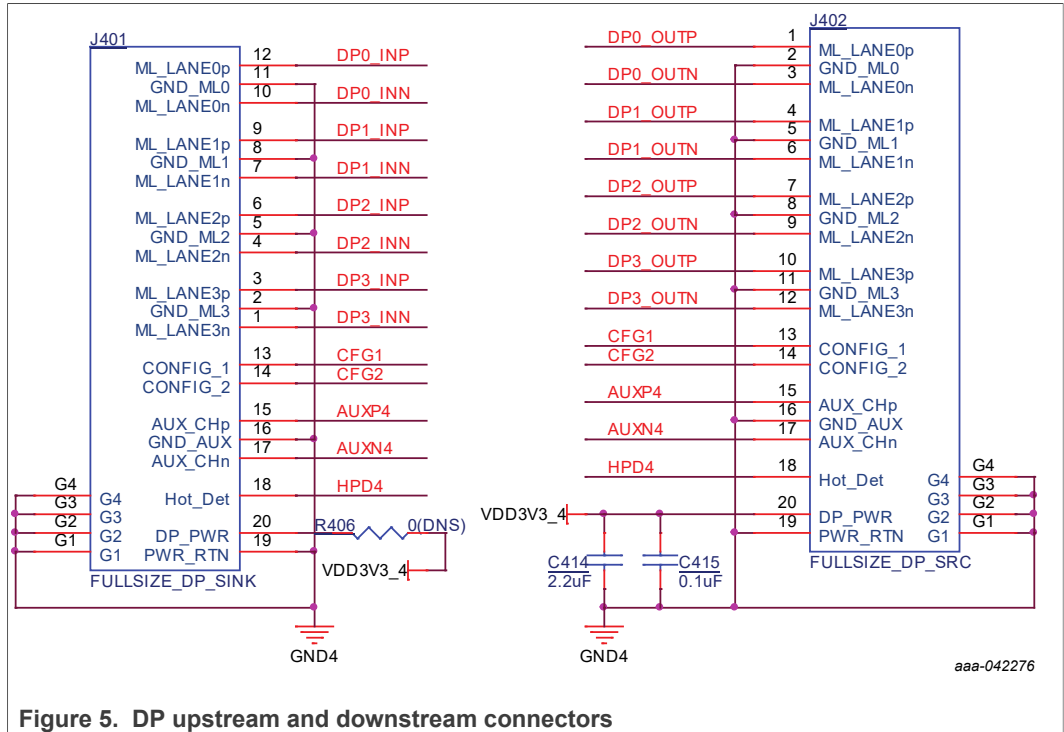 J401
12 DP0_INP
ML_LANE0p
11
GND_ML0
10 DP0_INN
ML_LANE0n
9 DP1_INP
ML_LANE1p
8
GND_ML1
7 DP1_INN
ML_LANE1n
6 DP2_INP
ML_LANE2p
5
GND_ML2
4 DP2_INN
ML_LANE2n
3 DP3_INP
ML_LANE3p
2
GND_ML3
1 DP3_INN
ML_LANE3n
13 CFG1
CONFIG_1
14 CFG2
CONFIG_2
15 AUXP4
AUX_CHp
16
GND_AUX
17 AUXN4
AUX_CHn
18 HPD4
Hot_Det
G4 G4
G3 G3
G2 G2
G1 G1
20 R406 0(DNS)
DP_PWR
19
PWR_RTN
VDD3V3_4
FULLSIZE_DP_SINK
GND4
J402
DP0_OUTP 1
ML_LANE0p
2
GND_ML0
DP0_OUTN 3
ML_LANE0n
DP1_OUTP 4
ML_LANE1p
5
GND_ML1
DP1_OUTN 6
ML_LANE1n
DP2_OUTP 7
ML_LANE2p
8
GND_ML2
DP2_OUTN 9
ML_LANE2n
DP3_OUTP 10
ML_LANE3p
11
GND_ML3
DP3_OUTN 12
ML_LANE3n
CFG1 13
CONFIG_1
CFG2 14
CONFIG_2
AUXP4 15
AUX_CHp
16
GND_AUX
AUXN4 17
AUX_CHn
HPD4 18
Hot_Det
G4 G4
G3 G3
G2 G2
G1 G1
VDD3V3_4 20
DP_PWR
19
PWR_RTN
FULLSIZE_DP_SRC
C414
2.2uF
C415
0.1uF
GND4
aaa-042276
Figure 5. DP upstream and downstream connectors